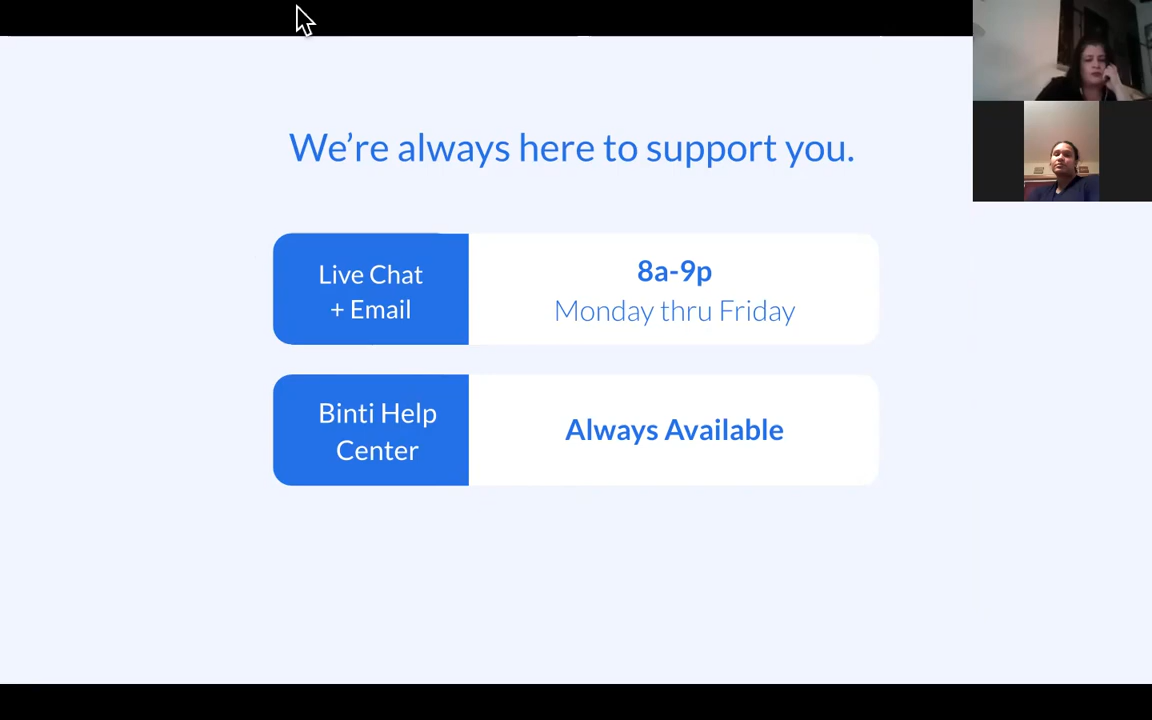 We’re always here to support you.
Live Chat
+ Email
8a-9p
Monday thru Friday
Binti Help
Center
Always Available